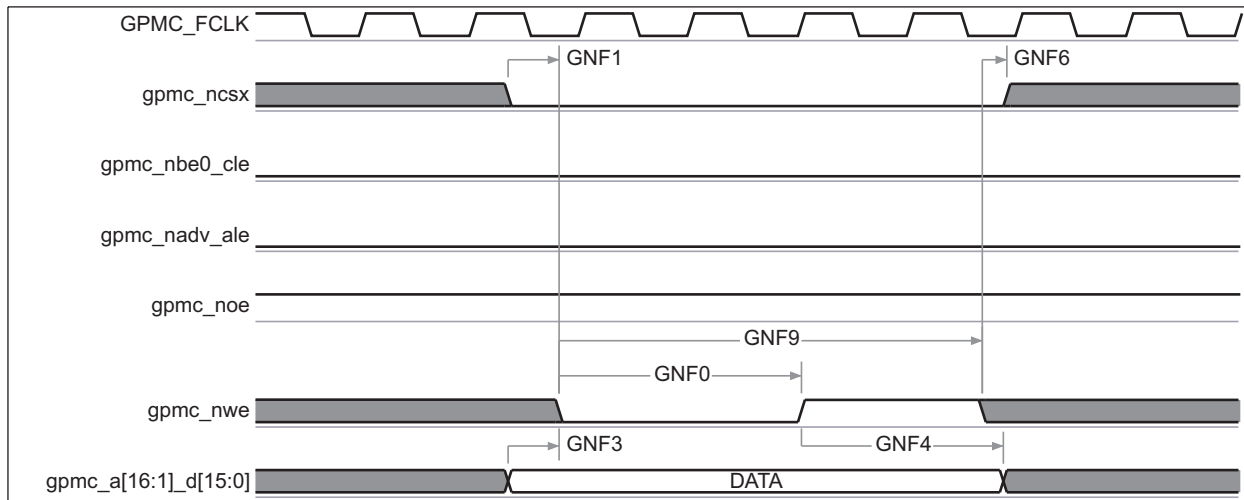 GPMC_FCLK
GNF1
GNF6
gpmc_ncsx
gpmc_nbe0_cle
gpmc_nadv_ale
gpmc_noe
GNF9
GNF0
gpmc_nwe
GNF3
GNF4
gpmc_a[16:1]_d[15:0]
DATA